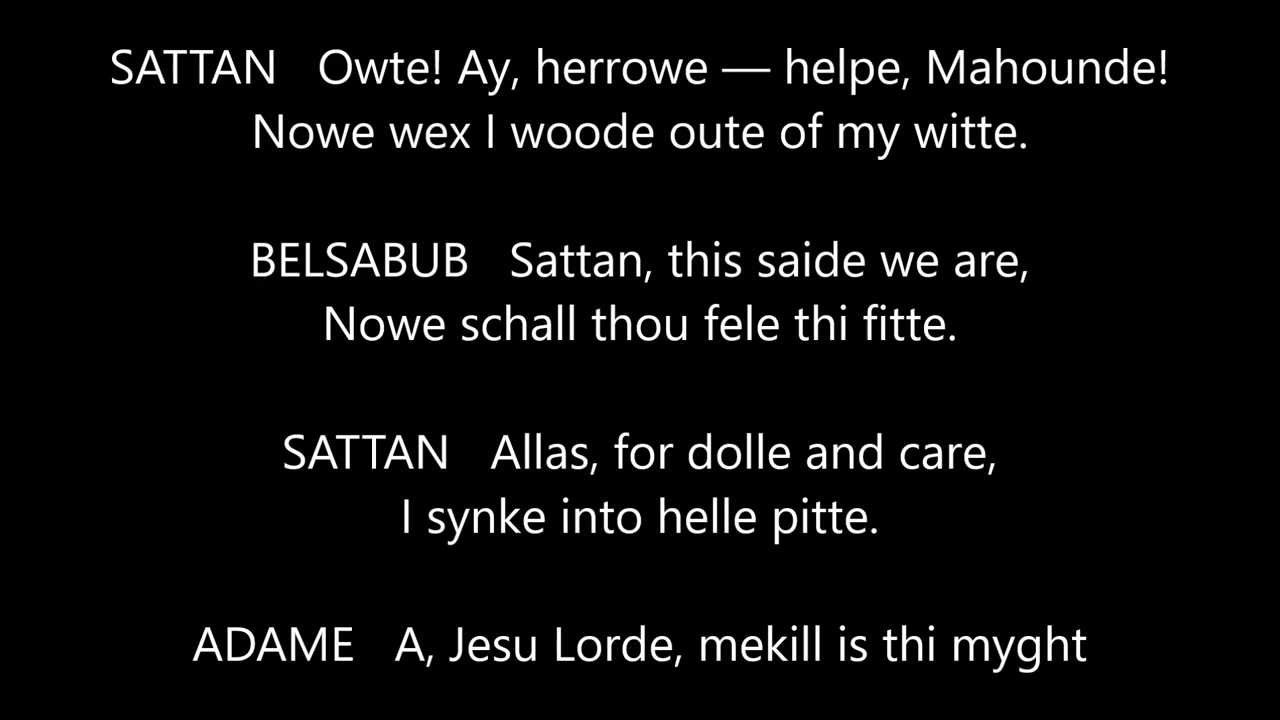 SATTAN Owte! Ay, herrowe — helpe, Mahounde!
Nowe wex I woode oute of my witte.
BELSABUB Sattan, this saide we are,
Nowe schall thou fele thi fitte.
SATTAN Allas, for dolle and care,
I synke into helle pitte.
ADAME A, Jesu Lorde, mekill is thi myght